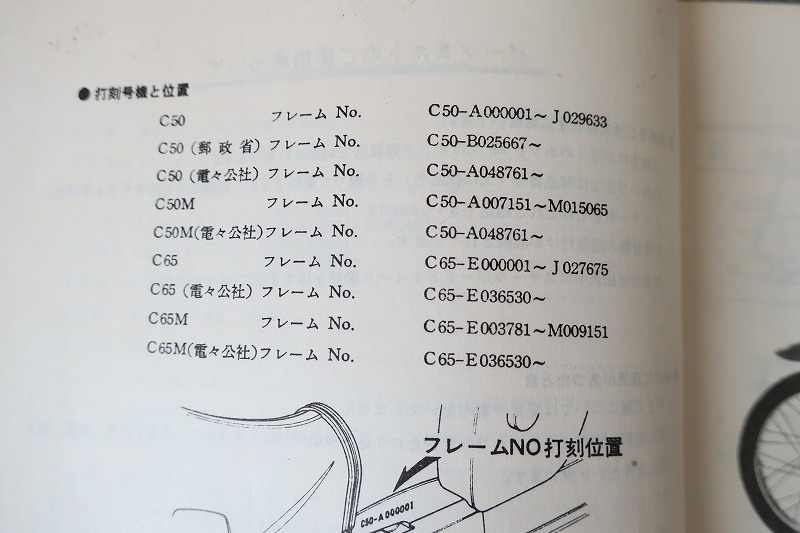 ●打刻号機と位置
C50 フレーム No. C50-A000001~J029633
C50 (郵政省) フレーム No. C50-B025667~
C50 (電々公社) フレーム No. C50-A048761~
C50M フレーム No. C50-A007151~M015065
C50M(電々公社) フレーム No. C50-A048761~
C65 フレーム No. C65-E000001~J027675
C65 (電々公社) フレーム No. C65-E036530~
C65M フレーム No. C65-E003781~M009151
C65M(電々公社) フレーム No. C65-E036530~
フレームNO打刻位置
C50-A000001